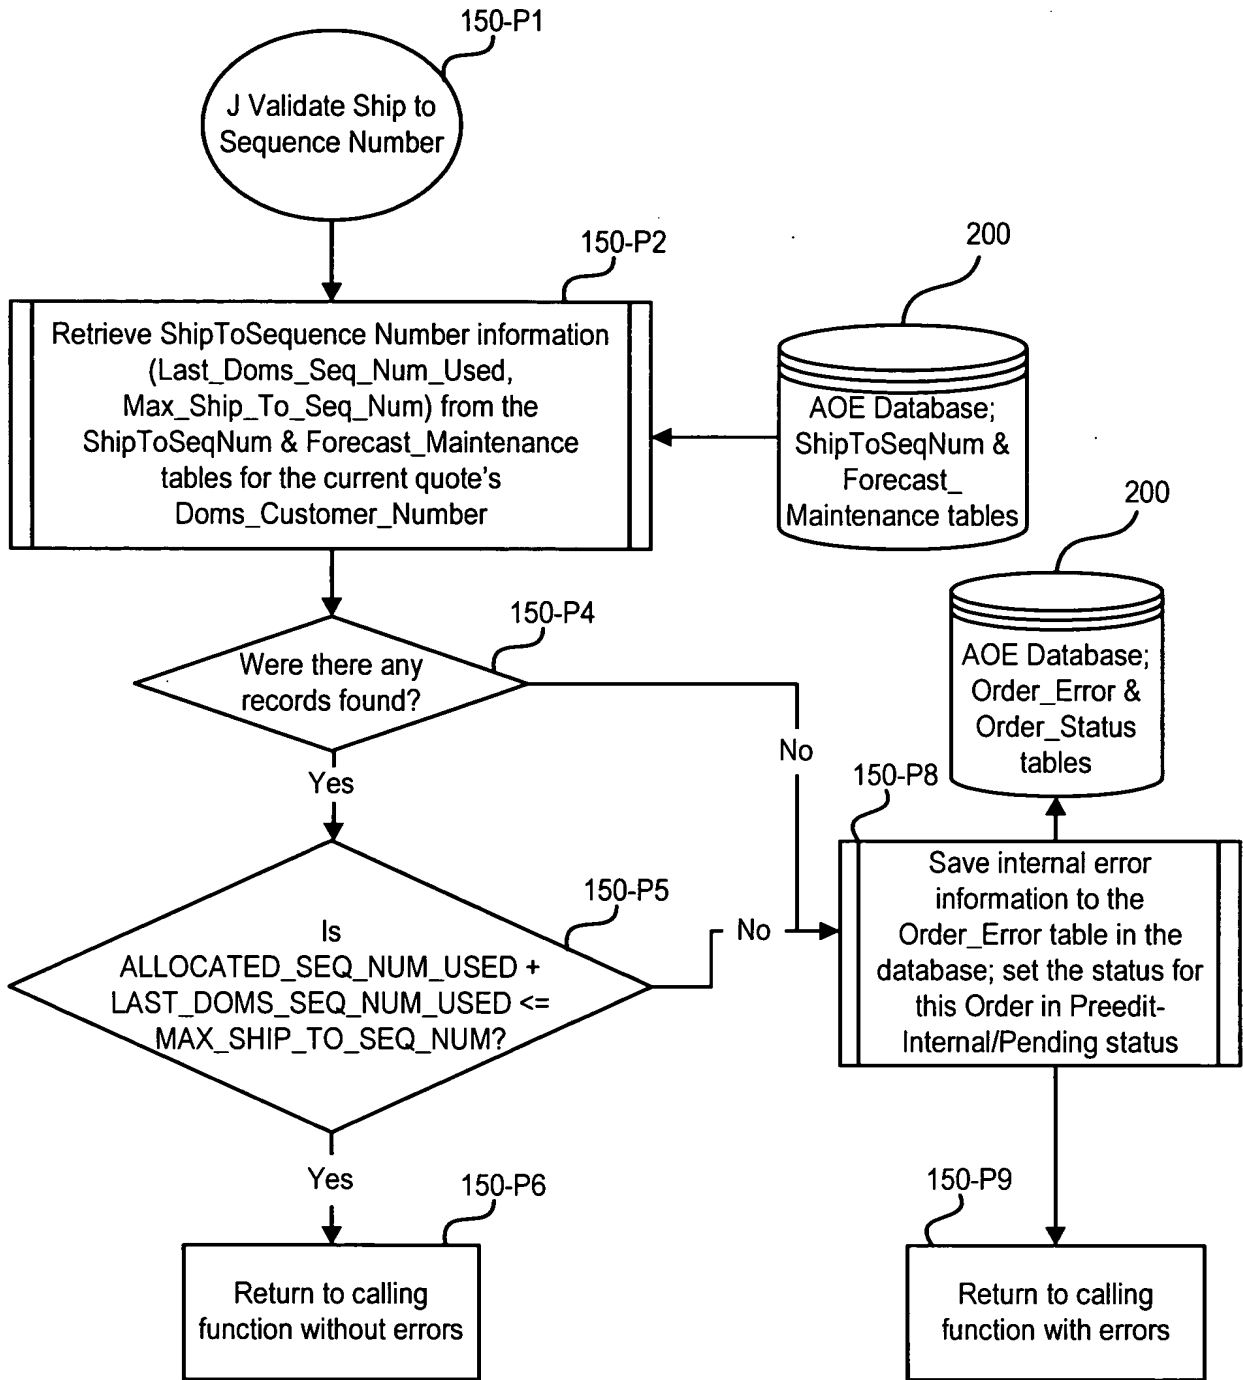 150-P1
J Validate Ship to
Sequence Number
150-P2
200
Retrieve ShipToSequence Number information
(Last_Doms_Seq_Num_Used,
Max_Ship_To_Seq_Num) from the
ShipToSeqNum & Forecast_Maintenance
tables for the current quote's
Doms_Customer_Number
AOE Database;
ShipToSeqNum &
Forecast_
Maintenance tables
200
AOE Database;
Order_Error &
Order_Status
tables
150-P4
Were there any
records found?
No
Yes
150-P8
Save internal error
information to the
Order_Error table in the
database; set the status for
this Order in Preedit-
Internal/Pending status
150-P5
Is
ALLOCATED_SEQ_NUM_USED +
LAST_DOMS_SEQ_NUM_USED <=
MAX_SHIP_TO_SEQ_NUM?
No
Yes
150-P6
Return to calling
function without errors
150-P9
Return to calling
function with errors